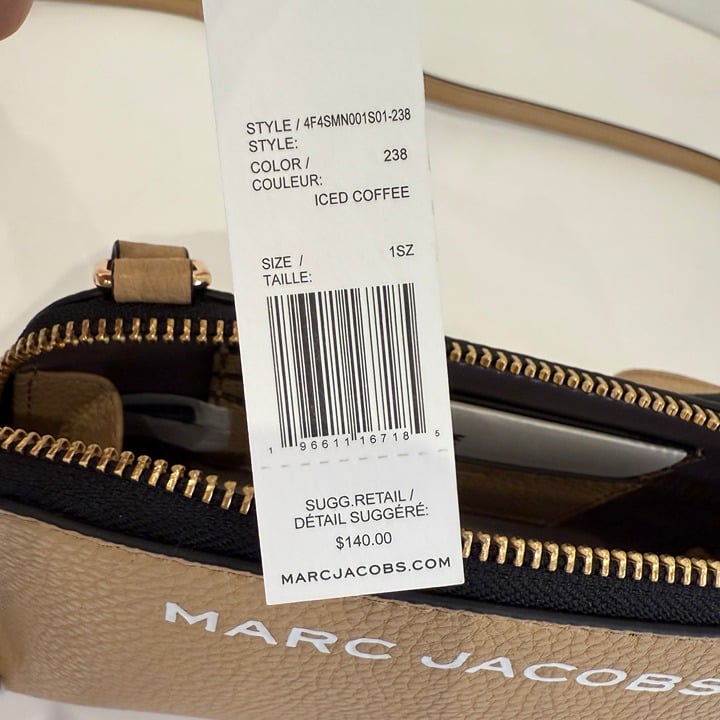 STYLE / 4F4SMN001S01-238
STYLE:
COLOR / 238
COULEUR:
ICED COFFEE
SIZE / 1SZ
TAILLE:
1 96611 16718 5
SUGG.RETAIL /
DÉTAIL SUGGÉRÉ:
$140.00
MARCJACOBS.COM
MARC JACOBS